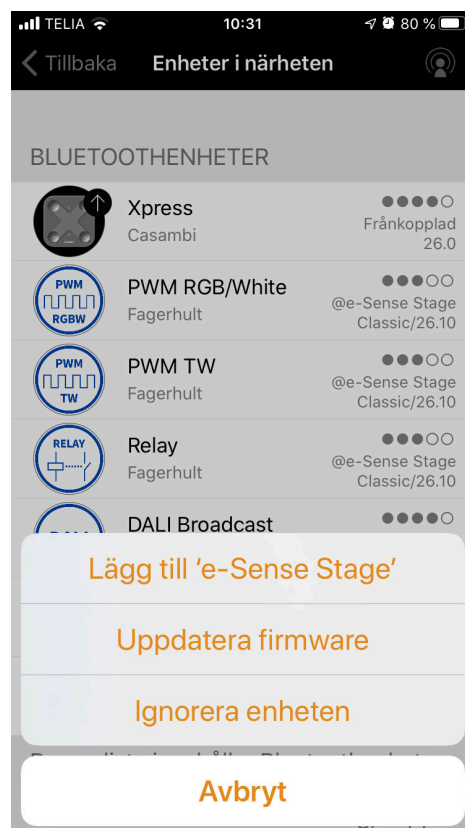 TELIA 10:31 80 %
Tillbaka Enheter i närheten
BLUETOOTHENHETER
Xpress
Casambi
Frånkopplad
26.0
PWM
RGBW
PWM RGB/White
Fagerhult
@e-Sense Stage
Classic/26.10
PWM
TW
PWM TW
Fagerhult
@e-Sense Stage
Classic/26.10
RELAY
Relay
Fagerhult
@e-Sense Stage
Classic/26.10
DALI Broadcast
Lägg till ‘e-Sense Stage’
Uppdatera firmware
Ignorera enheten
Avbryt